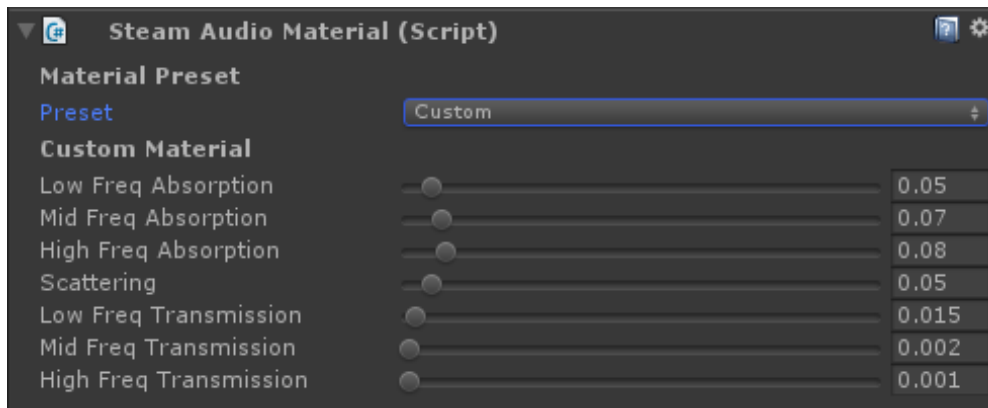 Steam Audio Material (Script)
Material Preset
Preset Custom
Custom Material
Low Freq Absorption 0.05
Mid Freq Absorption 0.07
High Freq Absorption 0.08
Scattering 0.05
Low Freq Transmission 0.015
Mid Freq Transmission 0.002
High Freq Transmission 0.001